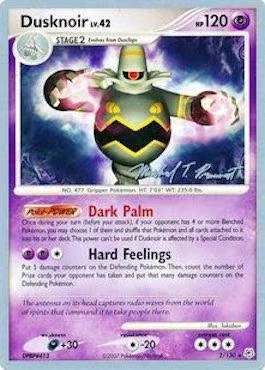 Dusknoir LV.42 HP 120
STAGE 2 Evolves from Dusclops
NO. 477 Gripper Pokémon HT: 7'03" WT: 235.0 lbs.
Poké-POWER Dark Palm
Once during your turn (before your attack), if your opponent has 4 or more Benched
Pokémon, you may choose 1 of them and shuffle that Pokémon and all cards attached to it
into his or her deck. This power can't be used if Dusknoir is affected by a Special Condition.
Hard Feelings
Put 5 damage counters on the Defending Pokémon. Then, count the number of
Prize cards your opponent has taken and put that many damage counters on the
Defending Pokémon.
The antenna on its head captures radio waves from the world
of spirits that command it to take people there.
Illus.
weakness resistance retreat cost
+30 -20
DPBP#413 ©2007 Pokémon/Nintendo 2/130